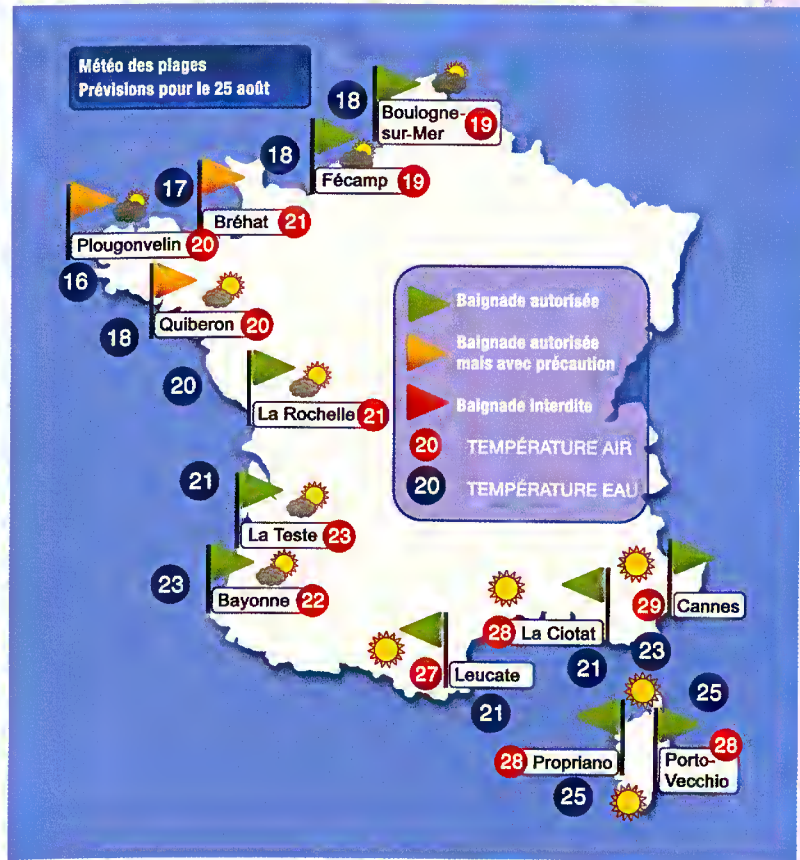 Météo des plages
Prévisions pour le 25 août
18
Boulogne-
sur-Mer
19
18
Fécamp 19
17
Bréhat 21
Plougonvelin 20
16
Quiberon 20
18
20
La Rochelle 21
Baignade autorisée
Baignade autorisée
mais avec précaution
Baignade Interdite
20 TEMPÉRATURE AIR
20 TEMPÉRATURE EAU
21
La Teste 23
23
Bayonne 22
29 Cannes
23
28 La Ciotat
21
27 Leucate
21
25
28 Propriano
25
Porto-
Vecchio
28